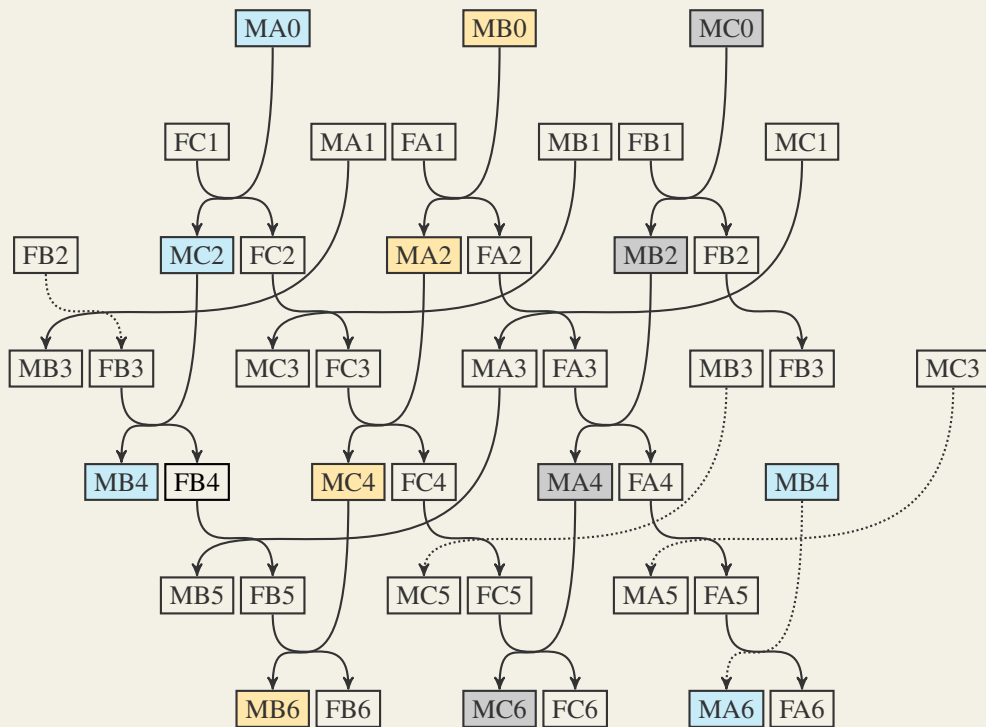 MA0 MB0 MC0
FC1 MA1 FA1 MB1 FB1 MC1
FB2 MC2 FC2 MA2 FA2 MB2 FB2
MB3 FB3 MC3 FC3 MA3 FA3 MB3 FB3 MC3
MB4 FB4 MC4 FC4 MA4 FA4 MB4
MB5 FB5 MC5 FC5 MA5 FA5
MB6 FB6 MC6 FC6 MA6 FA6